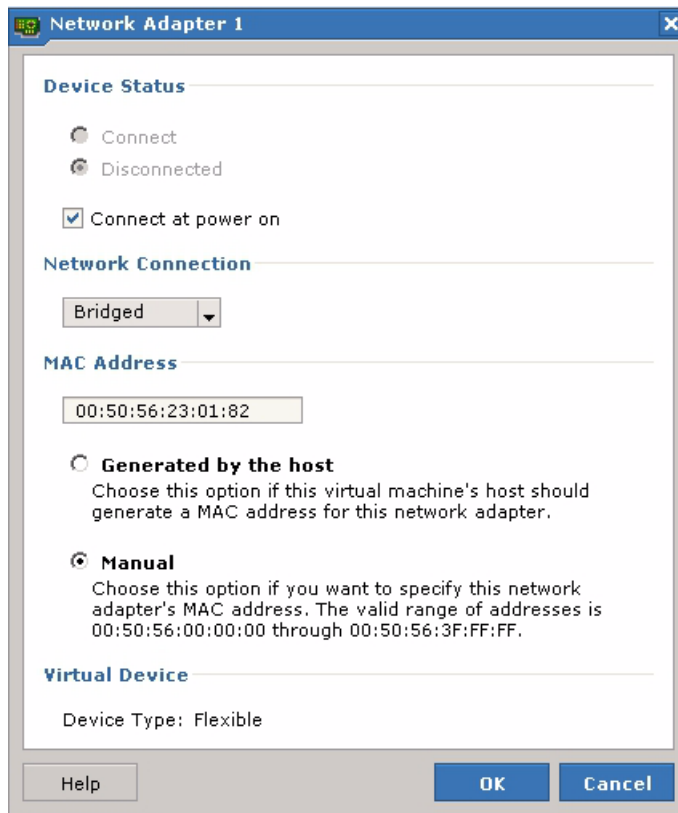 Network Adapter 1
Device Status
Connect
Disconnected
Connect at power on
Network Connection
Bridged
MAC Address
00:50:56:23:01:82
Generated by the host
Choose this option if this virtual machine's host should
generate a MAC address for this network adapter.
Manual
Choose this option if you want to specify this network
adapter's MAC address. The valid range of addresses is
00:50:56:00:00:00 through 00:50:56:3F:FF:FF.
Virtual Device
Device Type: Flexible
Help
OK
Cancel